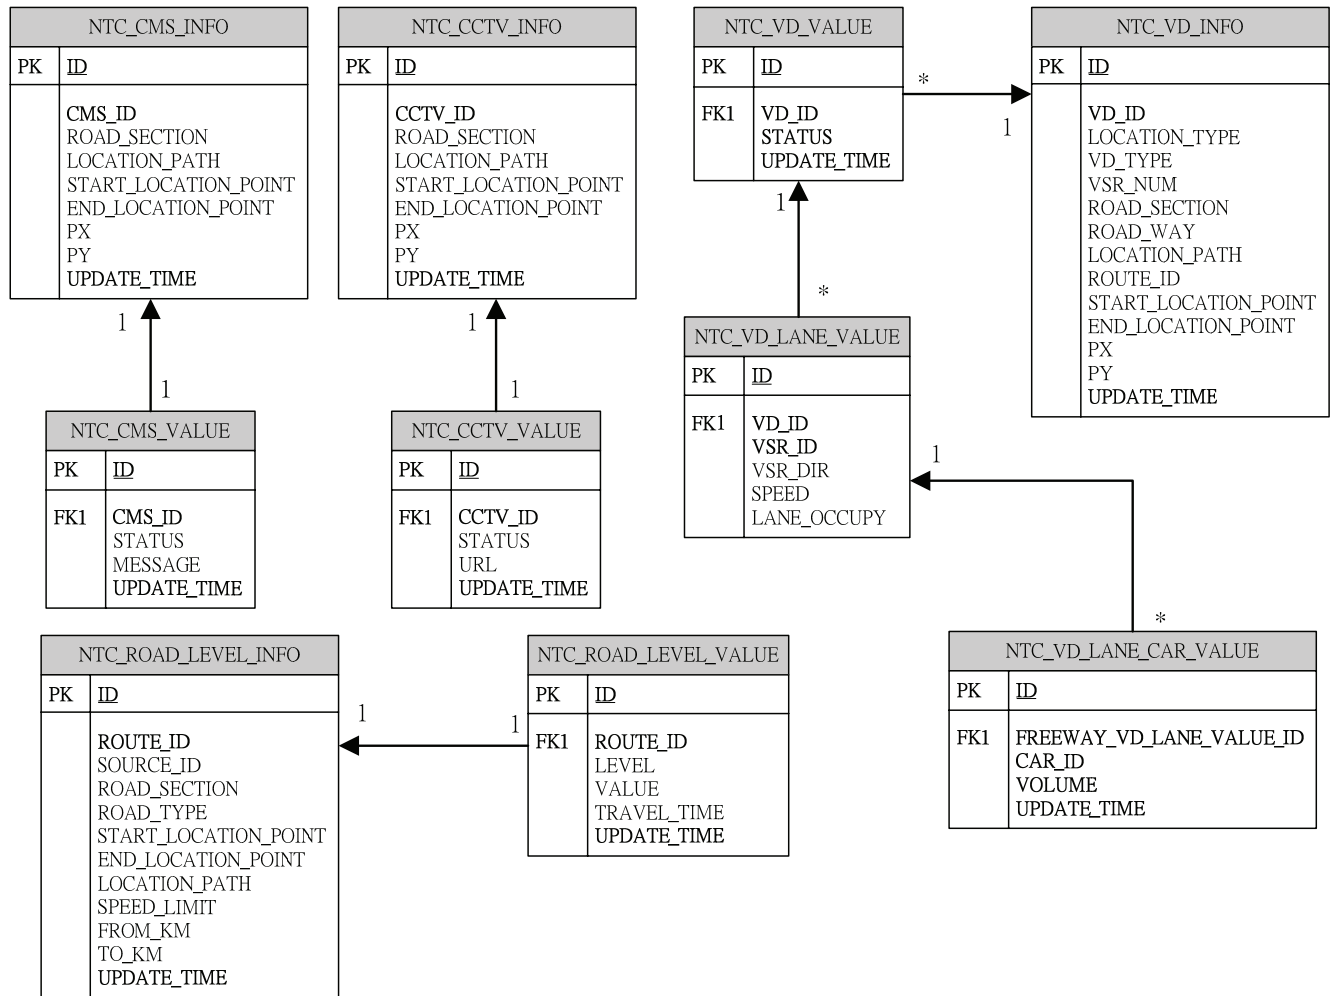 NTC_CMS_INFO
PK ID
CMS_ID
ROAD_SECTION
LOCATION_PATH
START_LOCATION_POINT
END_LOCATION_POINT
PX
PY
UPDATE_TIME
1
1
NTC_CMS_VALUE
PK ID
FK1 CMS_ID
STATUS
MESSAGE
UPDATE_TIME
NTC_CCTV_INFO
PK ID
CCTV_ID
ROAD_SECTION
LOCATION_PATH
START_LOCATION_POINT
END_LOCATION_POINT
PX
PY
UPDATE_TIME
1
1
NTC_CCTV_VALUE
PK ID
FK1 CCTV_ID
STATUS
URL
UPDATE_TIME
NTC_VD_VALUE
PK ID
FK1 VD_ID
STATUS
UPDATE_TIME
*
1
NTC_VD_INFO
PK ID
VD_ID
LOCATION_TYPE
VD_TYPE
VSR_NUM
ROAD_SECTION
ROAD_WAY
LOCATION_PATH
ROUTE_ID
START_LOCATION_POINT
END_LOCATION_POINT
PX
PY
UPDATE_TIME
1
*
NTC_VD_LANE_VALUE
PK ID
FK1 VD_ID
VSR_ID
VSR_DIR
SPEED
LANE_OCCUPY
1
*
NTC_VD_LANE_CAR_VALUE
PK ID
FK1 FREEWAY_VD_LANE_VALUE_ID
CAR_ID
VOLUME
UPDATE_TIME
NTC_ROAD_LEVEL_INFO
PK ID
ROUTE_ID
SOURCE_ID
ROAD_SECTION
ROAD_TYPE
START_LOCATION_POINT
END_LOCATION_POINT
LOCATION_PATH
SPEED_LIMIT
FROM_KM
TO_KM
UPDATE_TIME
1
1
NTC_ROAD_LEVEL_VALUE
PK ID
FK1 ROUTE_ID
LEVEL
VALUE
TRAVEL_TIME
UPDATE_TIME